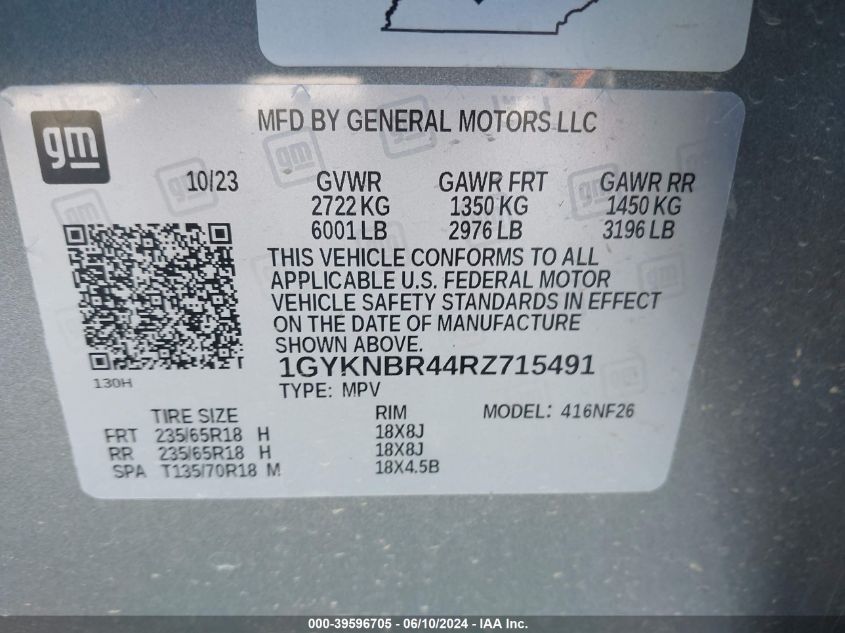 gm
MFD BY GENERAL MOTORS LLC
10/23 GVWR GAWR FRT GAWR RR
2722 KG 1350 KG 1450 KG
6001 LB 2976 LB 3196 LB
THIS VEHICLE CONFORMS TO ALL
APPLICABLE U.S. FEDERAL MOTOR
VEHICLE SAFETY STANDARDS IN EFFECT
ON THE DATE OF MANUFACTURE
SHOWN ABOVE.
1GYKNBR44RZ715491
130H
TYPE: MPV
TIRE SIZE RIM MODEL: 416NF26
FRT 235/65R18 H 18X8J
RR 235/65R18 H 18X8J
SPA T135/70R18 M 18X4.5B
000-39596705 - 06/10/2024 - IAA Inc.